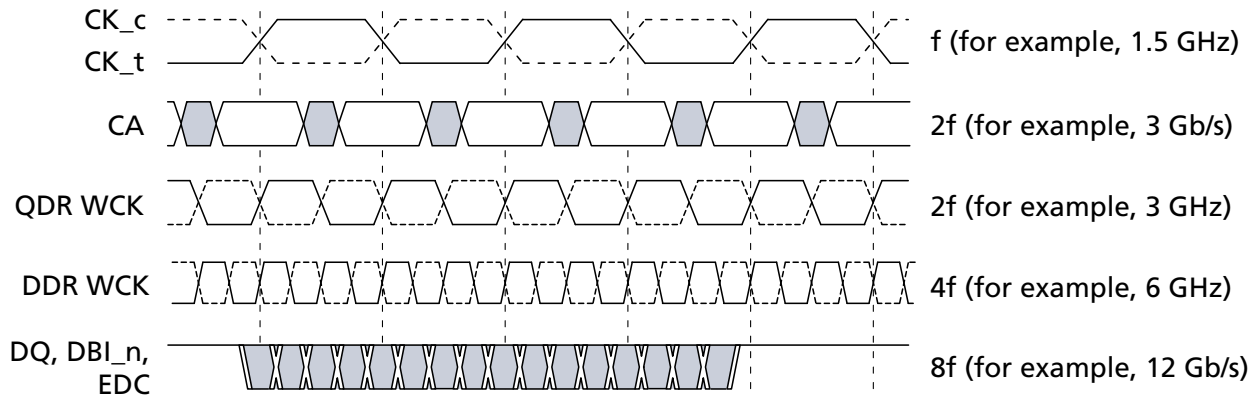 CK_c
CK_t
f (for example, 1.5 GHz)
CA
2f (for example, 3 Gb/s)
QDR WCK
2f (for example, 3 GHz)
DDR WCK
4f (for example, 6 GHz)
DQ, DBI_n,
EDC
8f (for example, 12 Gb/s)